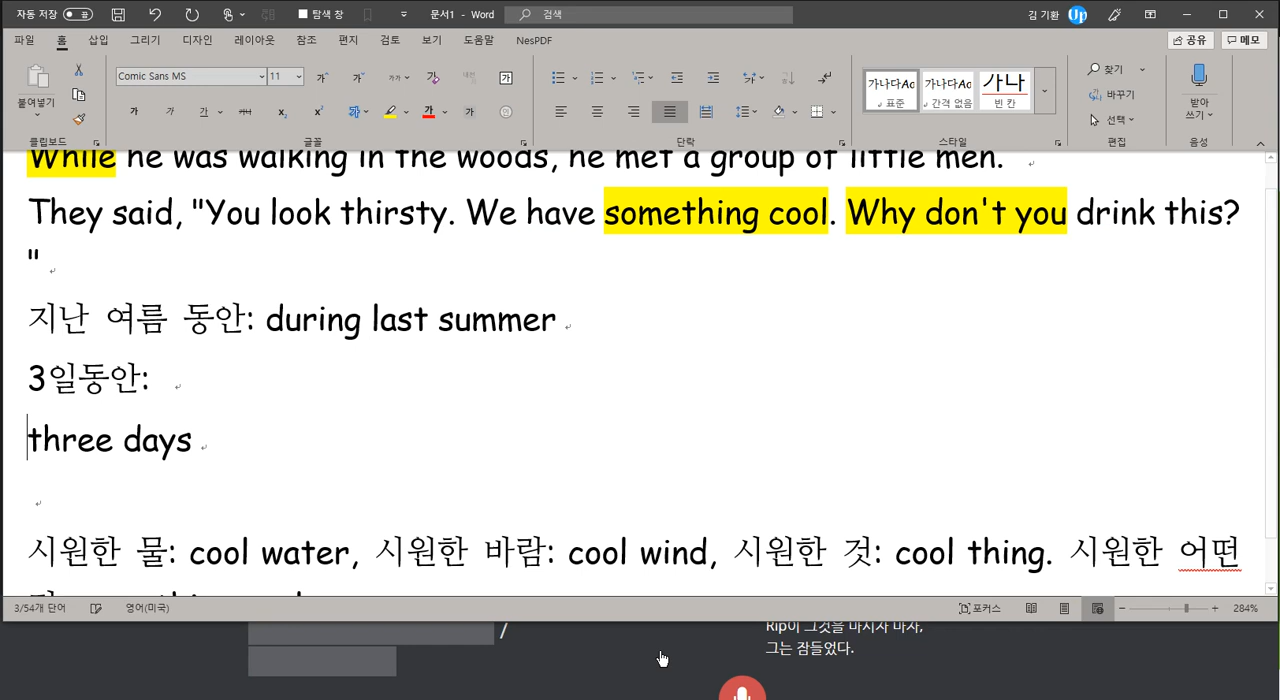 자동 저장 끔 탐색 창 문서1 - Word 검색 김 기환 Up
파일 홈 삽입 그리기 디자인 레이아웃 참조 편지 검토 보기 도움말 NesPDF 공유 메모
붙여넣기 Comic Sans MS 11 가나다Aa 가나다Aa 가나 찾기 받아쓰기
표준 간격 없음 빈 칸 바꾸기
선택
클립보드 글꼴 단락 스타일 편집 음성
While he was walking in the woods, he met a group of little men.
They said, "You look thirsty. We have something cool. Why don't you drink this?
"
지난 여름 동안: during last summer
3일동안:
three days
시원한 물: cool water, 시원한 바람: cool wind, 시원한 것: cool thing. 시원한 어떤
3/54개 단어 영어(미국) 포커스 284%
/ Rip이 그것을 마시자 마자,
그는 잠들었다.